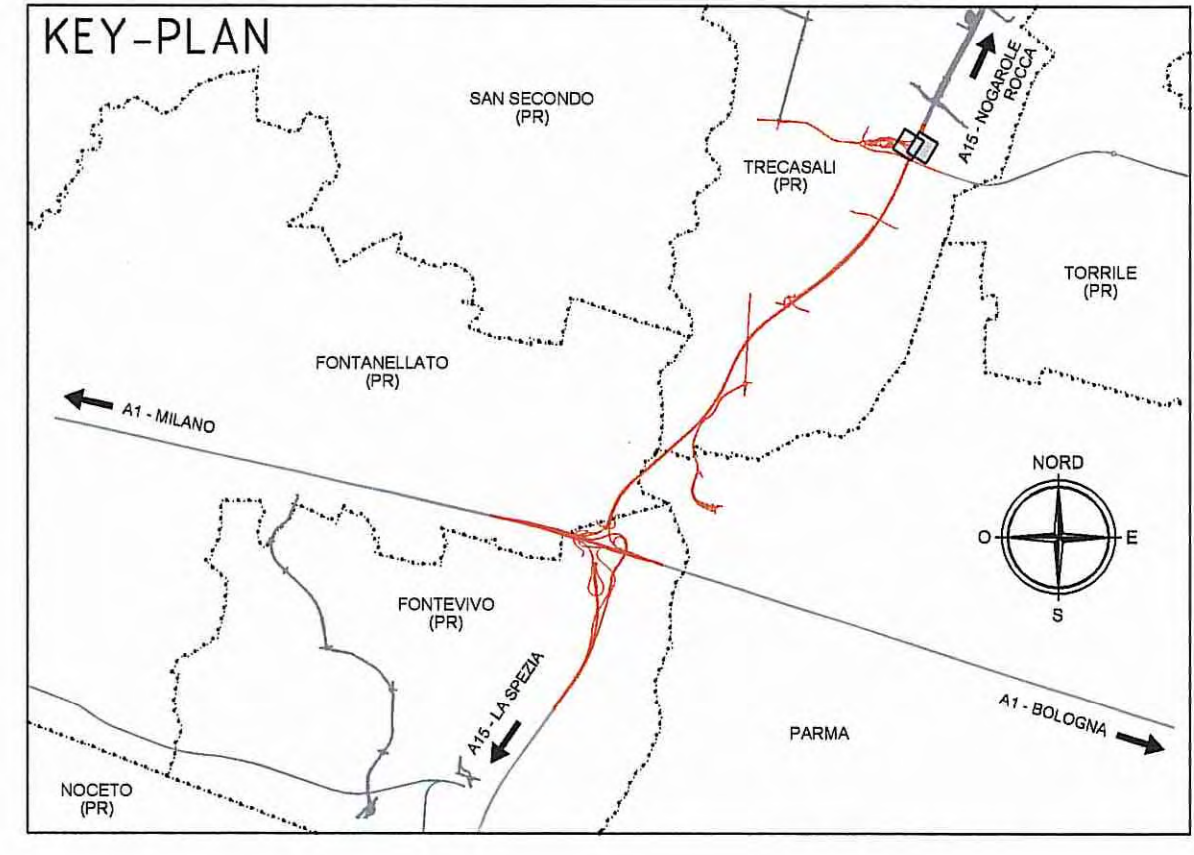 KEY-PLAN
SAN SECONDO
(PR)
A15 - NOGAROLE
ROCCA
TRECASALI
(PR)
TORRILE
(PR)
FONTANELLATO
(PR)
A1 - MILANO
NORD
O
E
S
FONTEVIVO
(PR)
A15 - LA SPEZIA
A1 - BOLOGNA
PARMA
NOCETO
(PR)